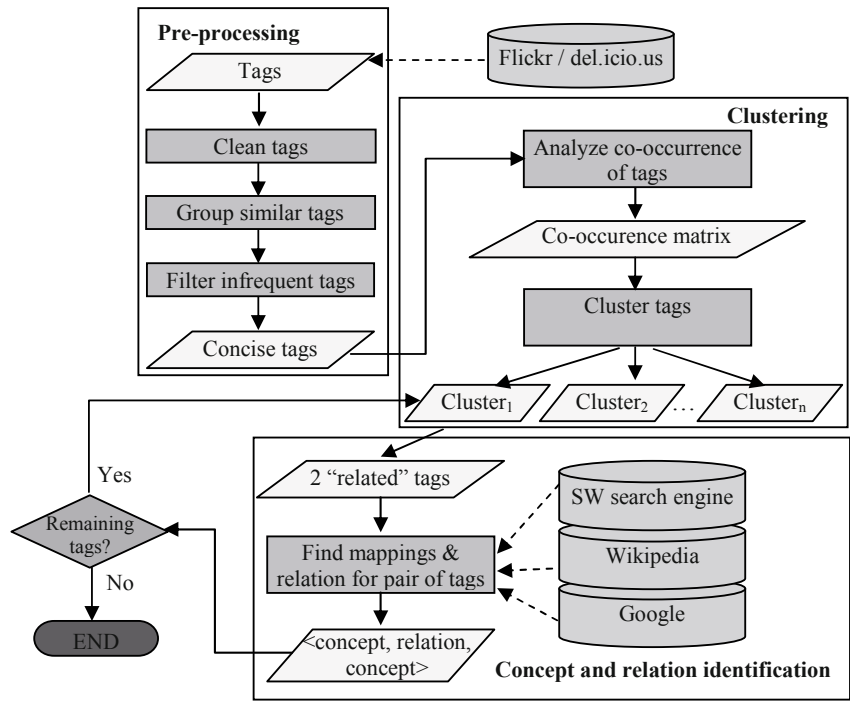 Pre-processing
Tags
Flickr / del.icio.us
Clean tags
Group similar tags
Filter infrequent tags
Concise tags
Clustering
Analyze co-occurrence
of tags
Co-occurence matrix
Cluster tags
Cluster1
Cluster2
...
Clustern
2 “related” tags
Find mappings &
relation for pair of tags
<concept, relation,
concept>
SW search engine
Wikipedia
Google
Concept and relation identification
Yes
Remaining
tags?
No
END